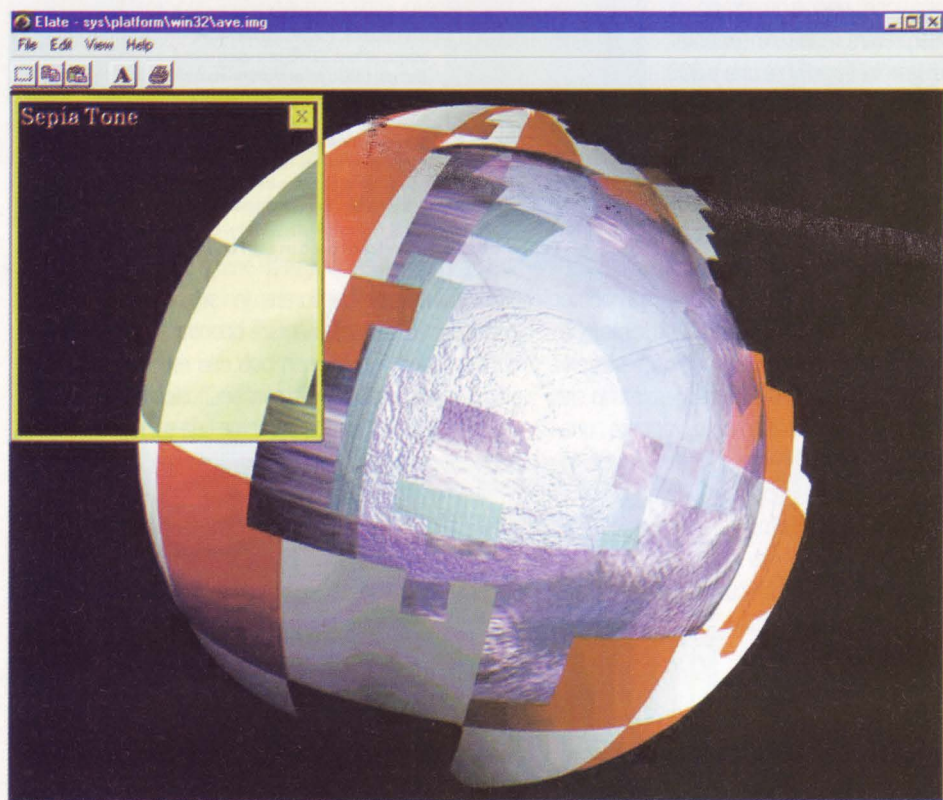 Elate - sys\platform\win32\ave.img
File Edit View Help
A
Sepia Tone
X